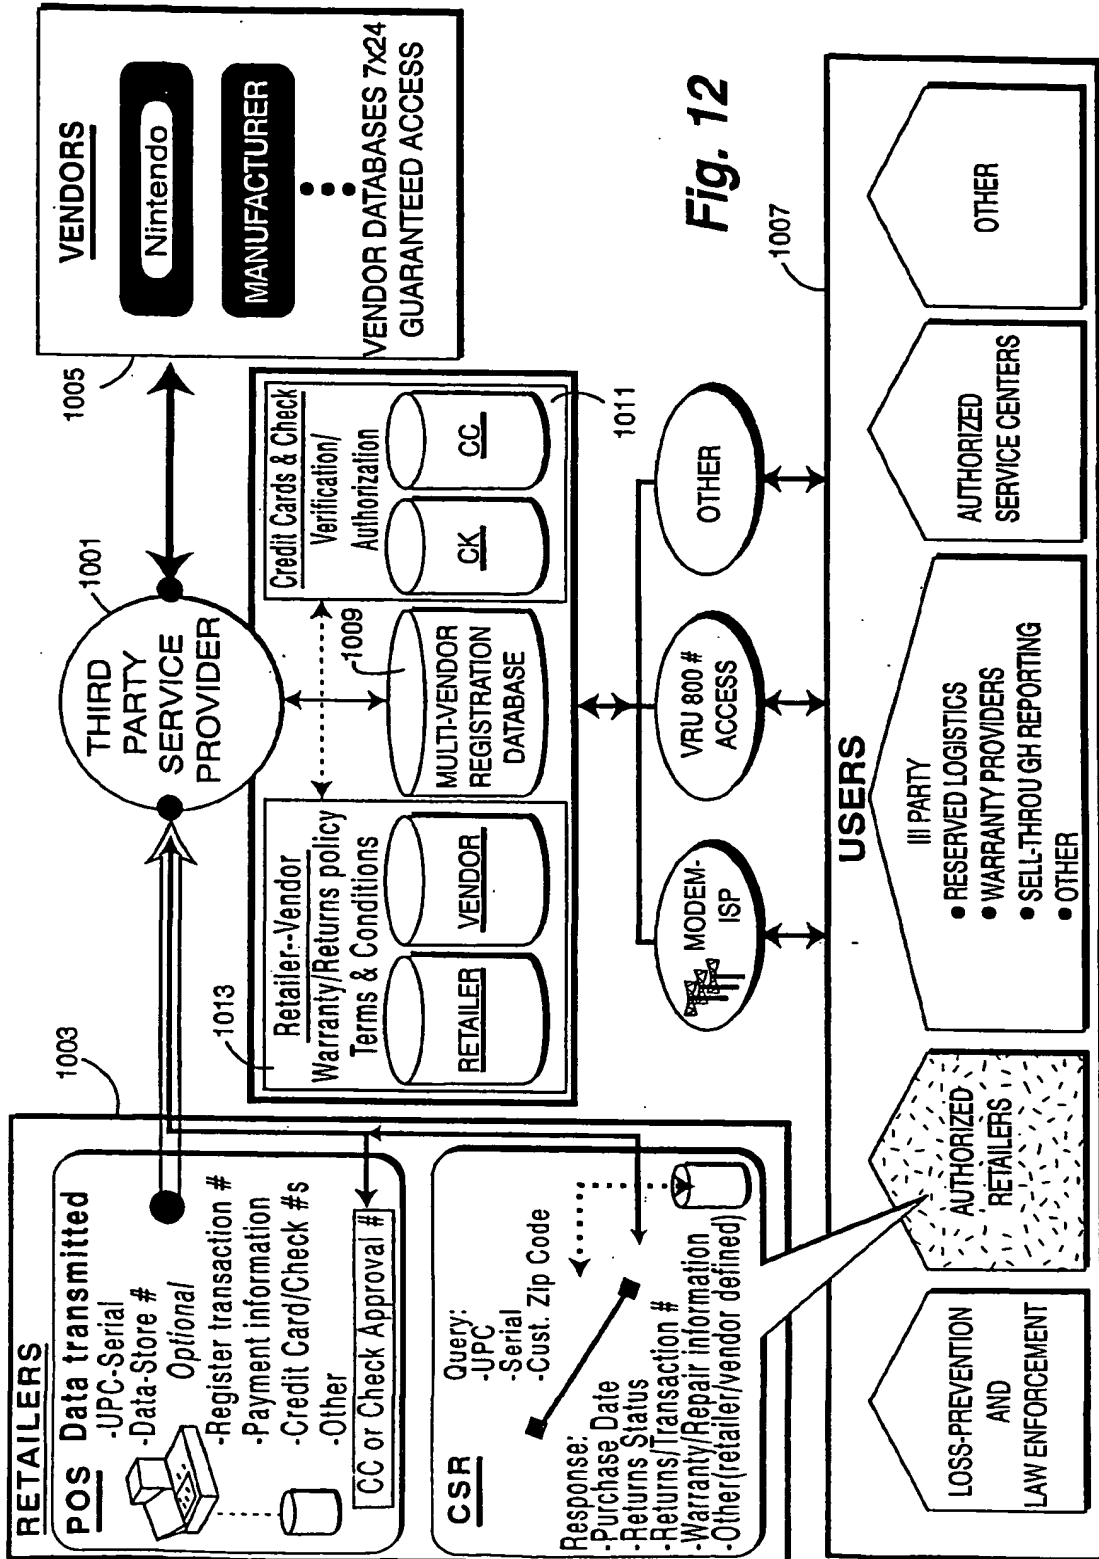 RETAILERS
POS Data transmitted
-UPC-Serial
-Data-Store #
Optional
-Register transaction #
-Payment information
-Credit Card/Check #s
-Other
CC or Check Approval #
CSR
Query:
-UPC
-Serial
-Cust. Zip Code
Response:
-Purchase Date
-Returns Status
-Returns/Transaction #
-Warranty/Repair information
-Other(retailer/vendor defined)
1003
THIRD
PARTY
SERVICE
PROVIDER
1001
1013
Retailer--Vendor
Warranty/Returns policy
Terms & Conditions
RETAILER
VENDOR
1009
MULTI-VENDOR
REGISTRATION
DATABASE
Credit Cards & Check
Verification/
Authorization
CK
CC
1011
VENDORS
Nintendo
MANUFACTURER
VENDOR DATABASES 7x24
GUARANTEED ACCESS
1005
MODEM-
ISP
VRU 800 #
ACCESS
OTHER
Fig. 12
1007
USERS
LOSS-PREVENTION
AND
LAW ENFORCEMENT
AUTHORIZED
RETAILERS
III PARTY
● RESERVED LOGISTICS
● WARRANTY PROVIDERS
● SELL-THROU GH REPORTING
● OTHER
AUTHORIZED
SERVICE CENTERS
OTHER